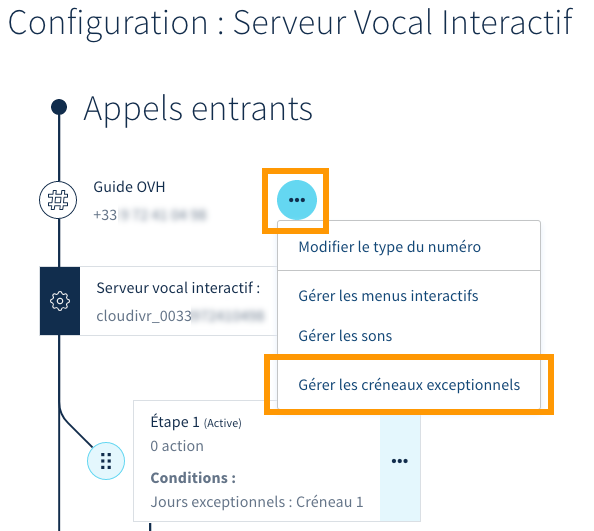 Configuration : Serveur Vocal Interactif
Appels entrants
Guide OVH
+33
Modifier le type du numéro
Serveur vocal interactif :
cloudivr_0033
Gérer les menus interactifs
Gérer les sons
Gérer les créneaux exceptionnels
Étape 1 (Active)
0 action
Conditions :
Jours exceptionnels : Créneau 1